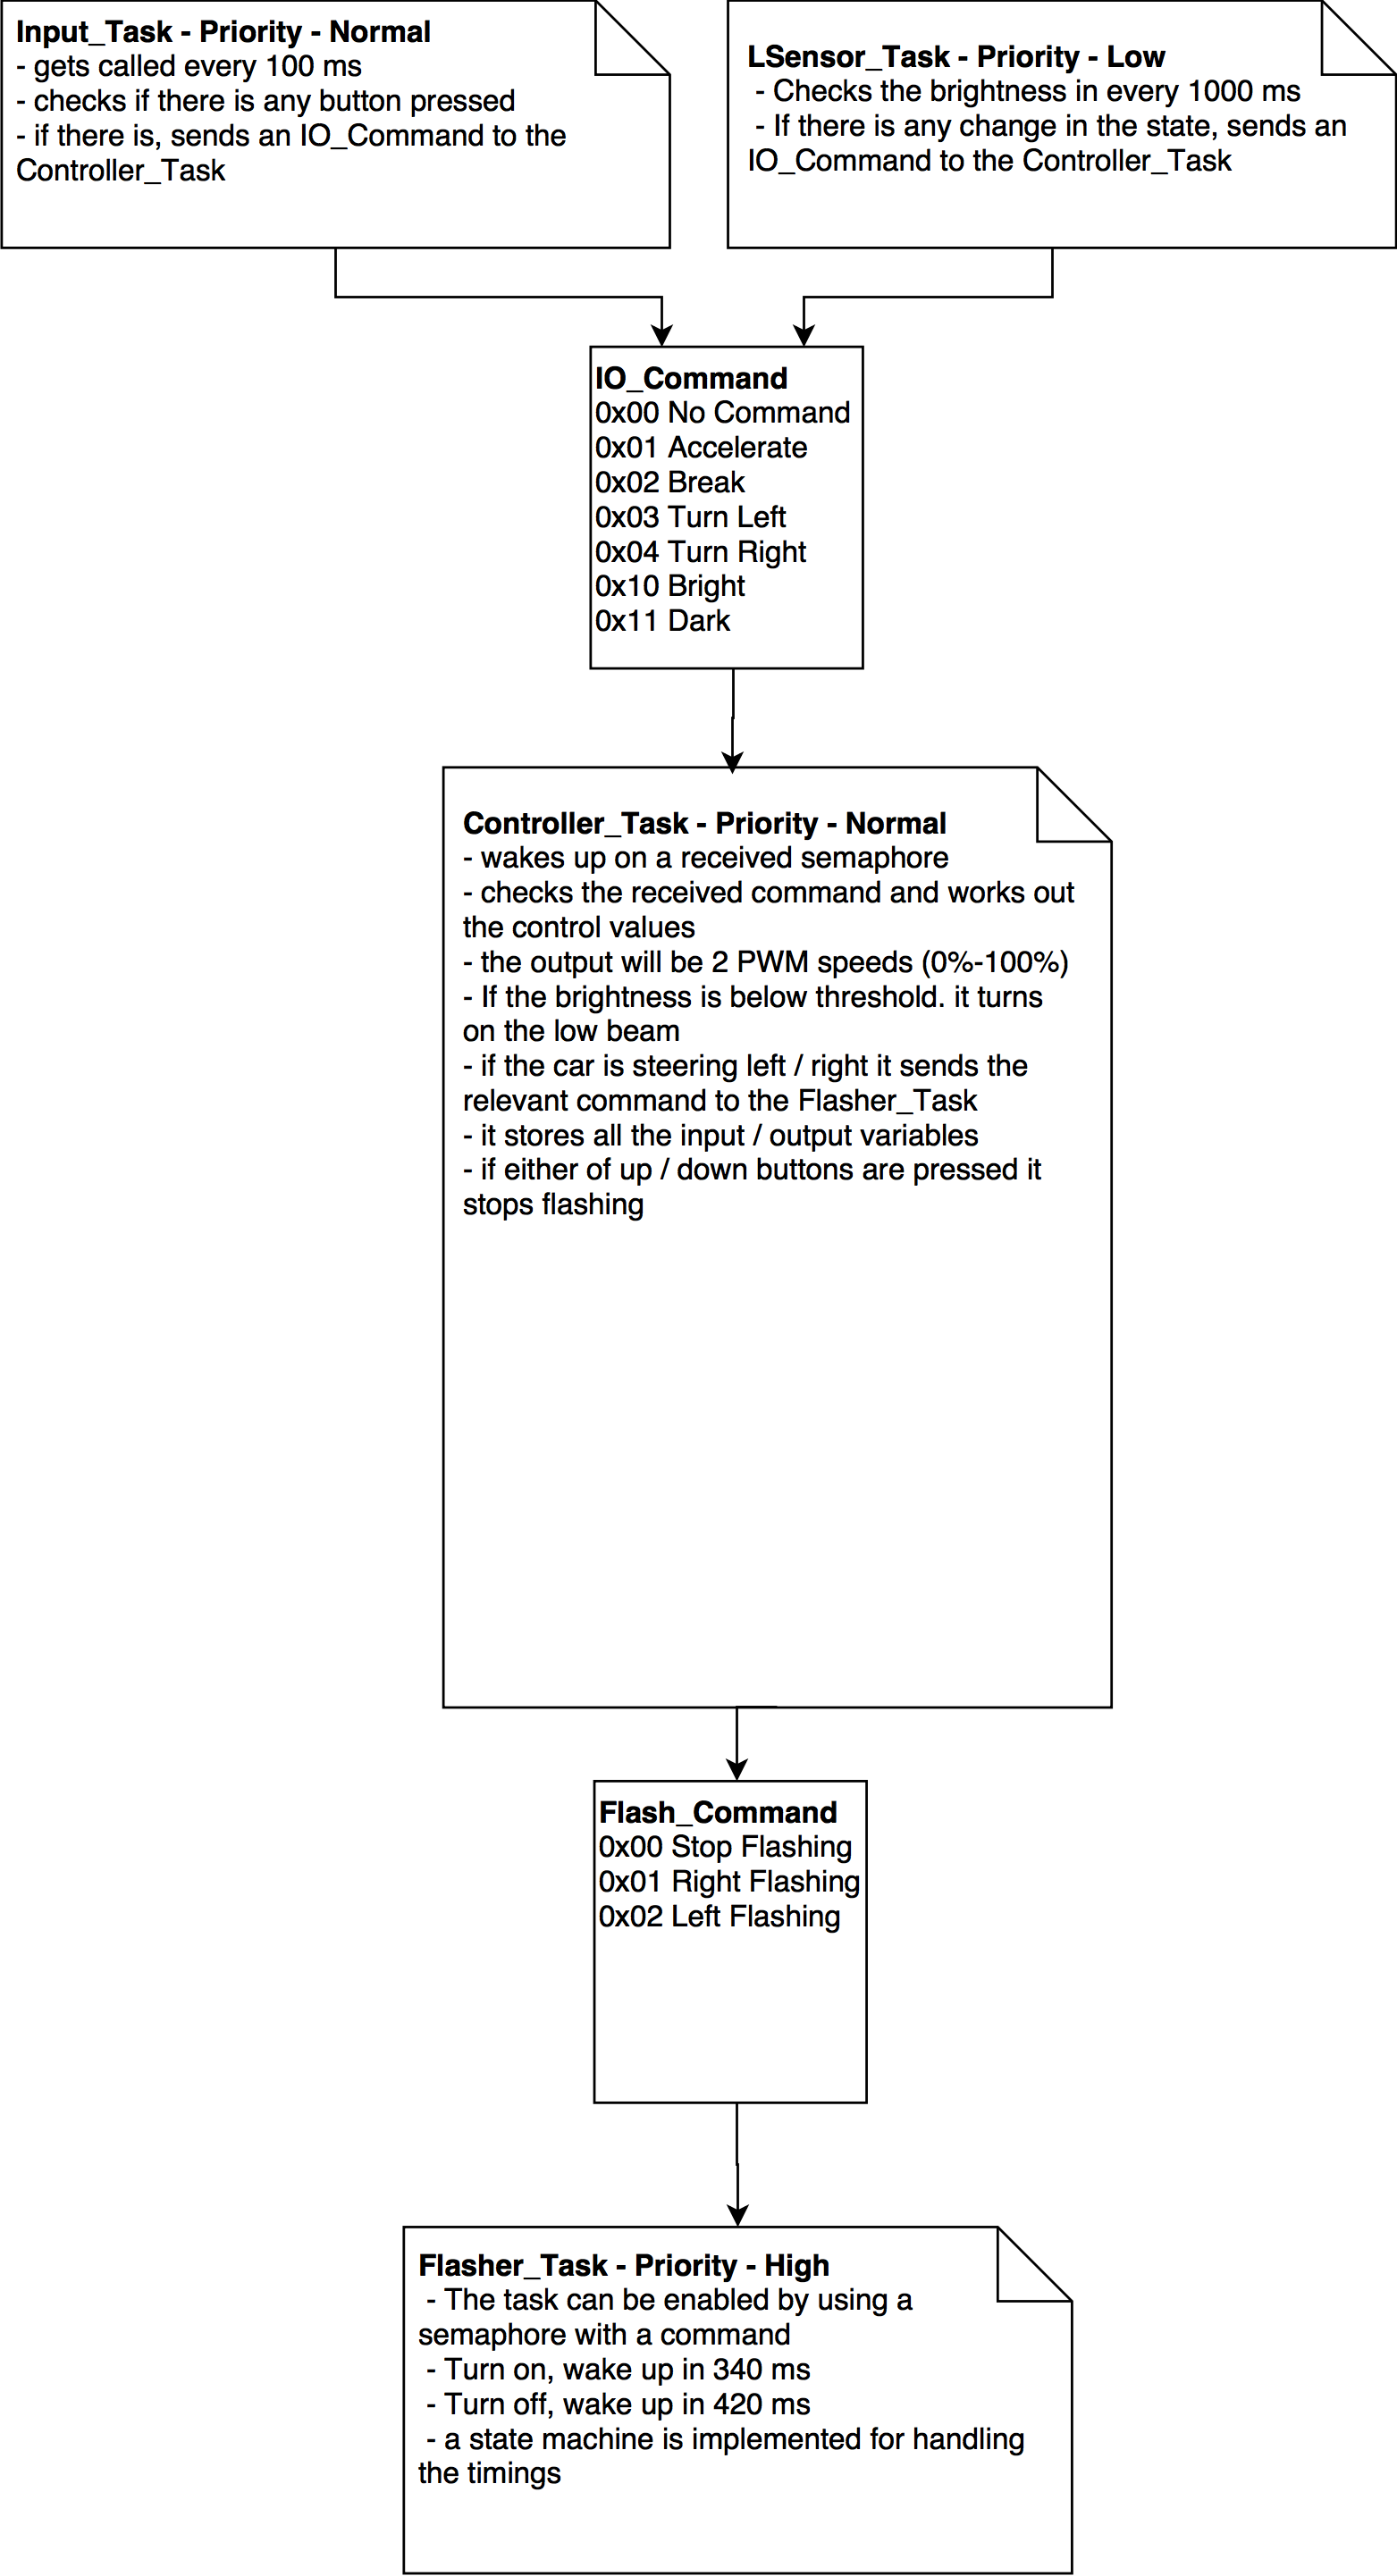 Input_Task - Priority - Normal
- gets called every 100 ms
- checks if there is any button pressed
- if there is, sends an IO_Command to the
Controller_Task
LSensor_Task - Priority - Low
- Checks the brightness in every 1000 ms
- If there is any change in the state, sends an
IO_Command to the Controller_Task
IO_Command
0x00 No Command
0x01 Accelerate
0x02 Break
0x03 Turn Left
0x04 Turn Right
0x10 Bright
0x11 Dark
Controller_Task - Priority - Normal
- wakes up on a received semaphore
- checks the received command and works out
the control values
- the output will be 2 PWM speeds (0%-100%)
- If the brightness is below threshold. it turns
on the low beam
- if the car is steering left / right it sends the
relevant command to the Flasher_Task
- it stores all the input / output variables
- if either of up / down buttons are pressed it
stops flashing
Flash_Command
0x00 Stop Flashing
0x01 Right Flashing
0x02 Left Flashing
Flasher_Task - Priority - High
- The task can be enabled by using a
semaphore with a command
- Turn on, wake up in 340 ms
- Turn off, wake up in 420 ms
- a state machine is implemented for handling
the timings